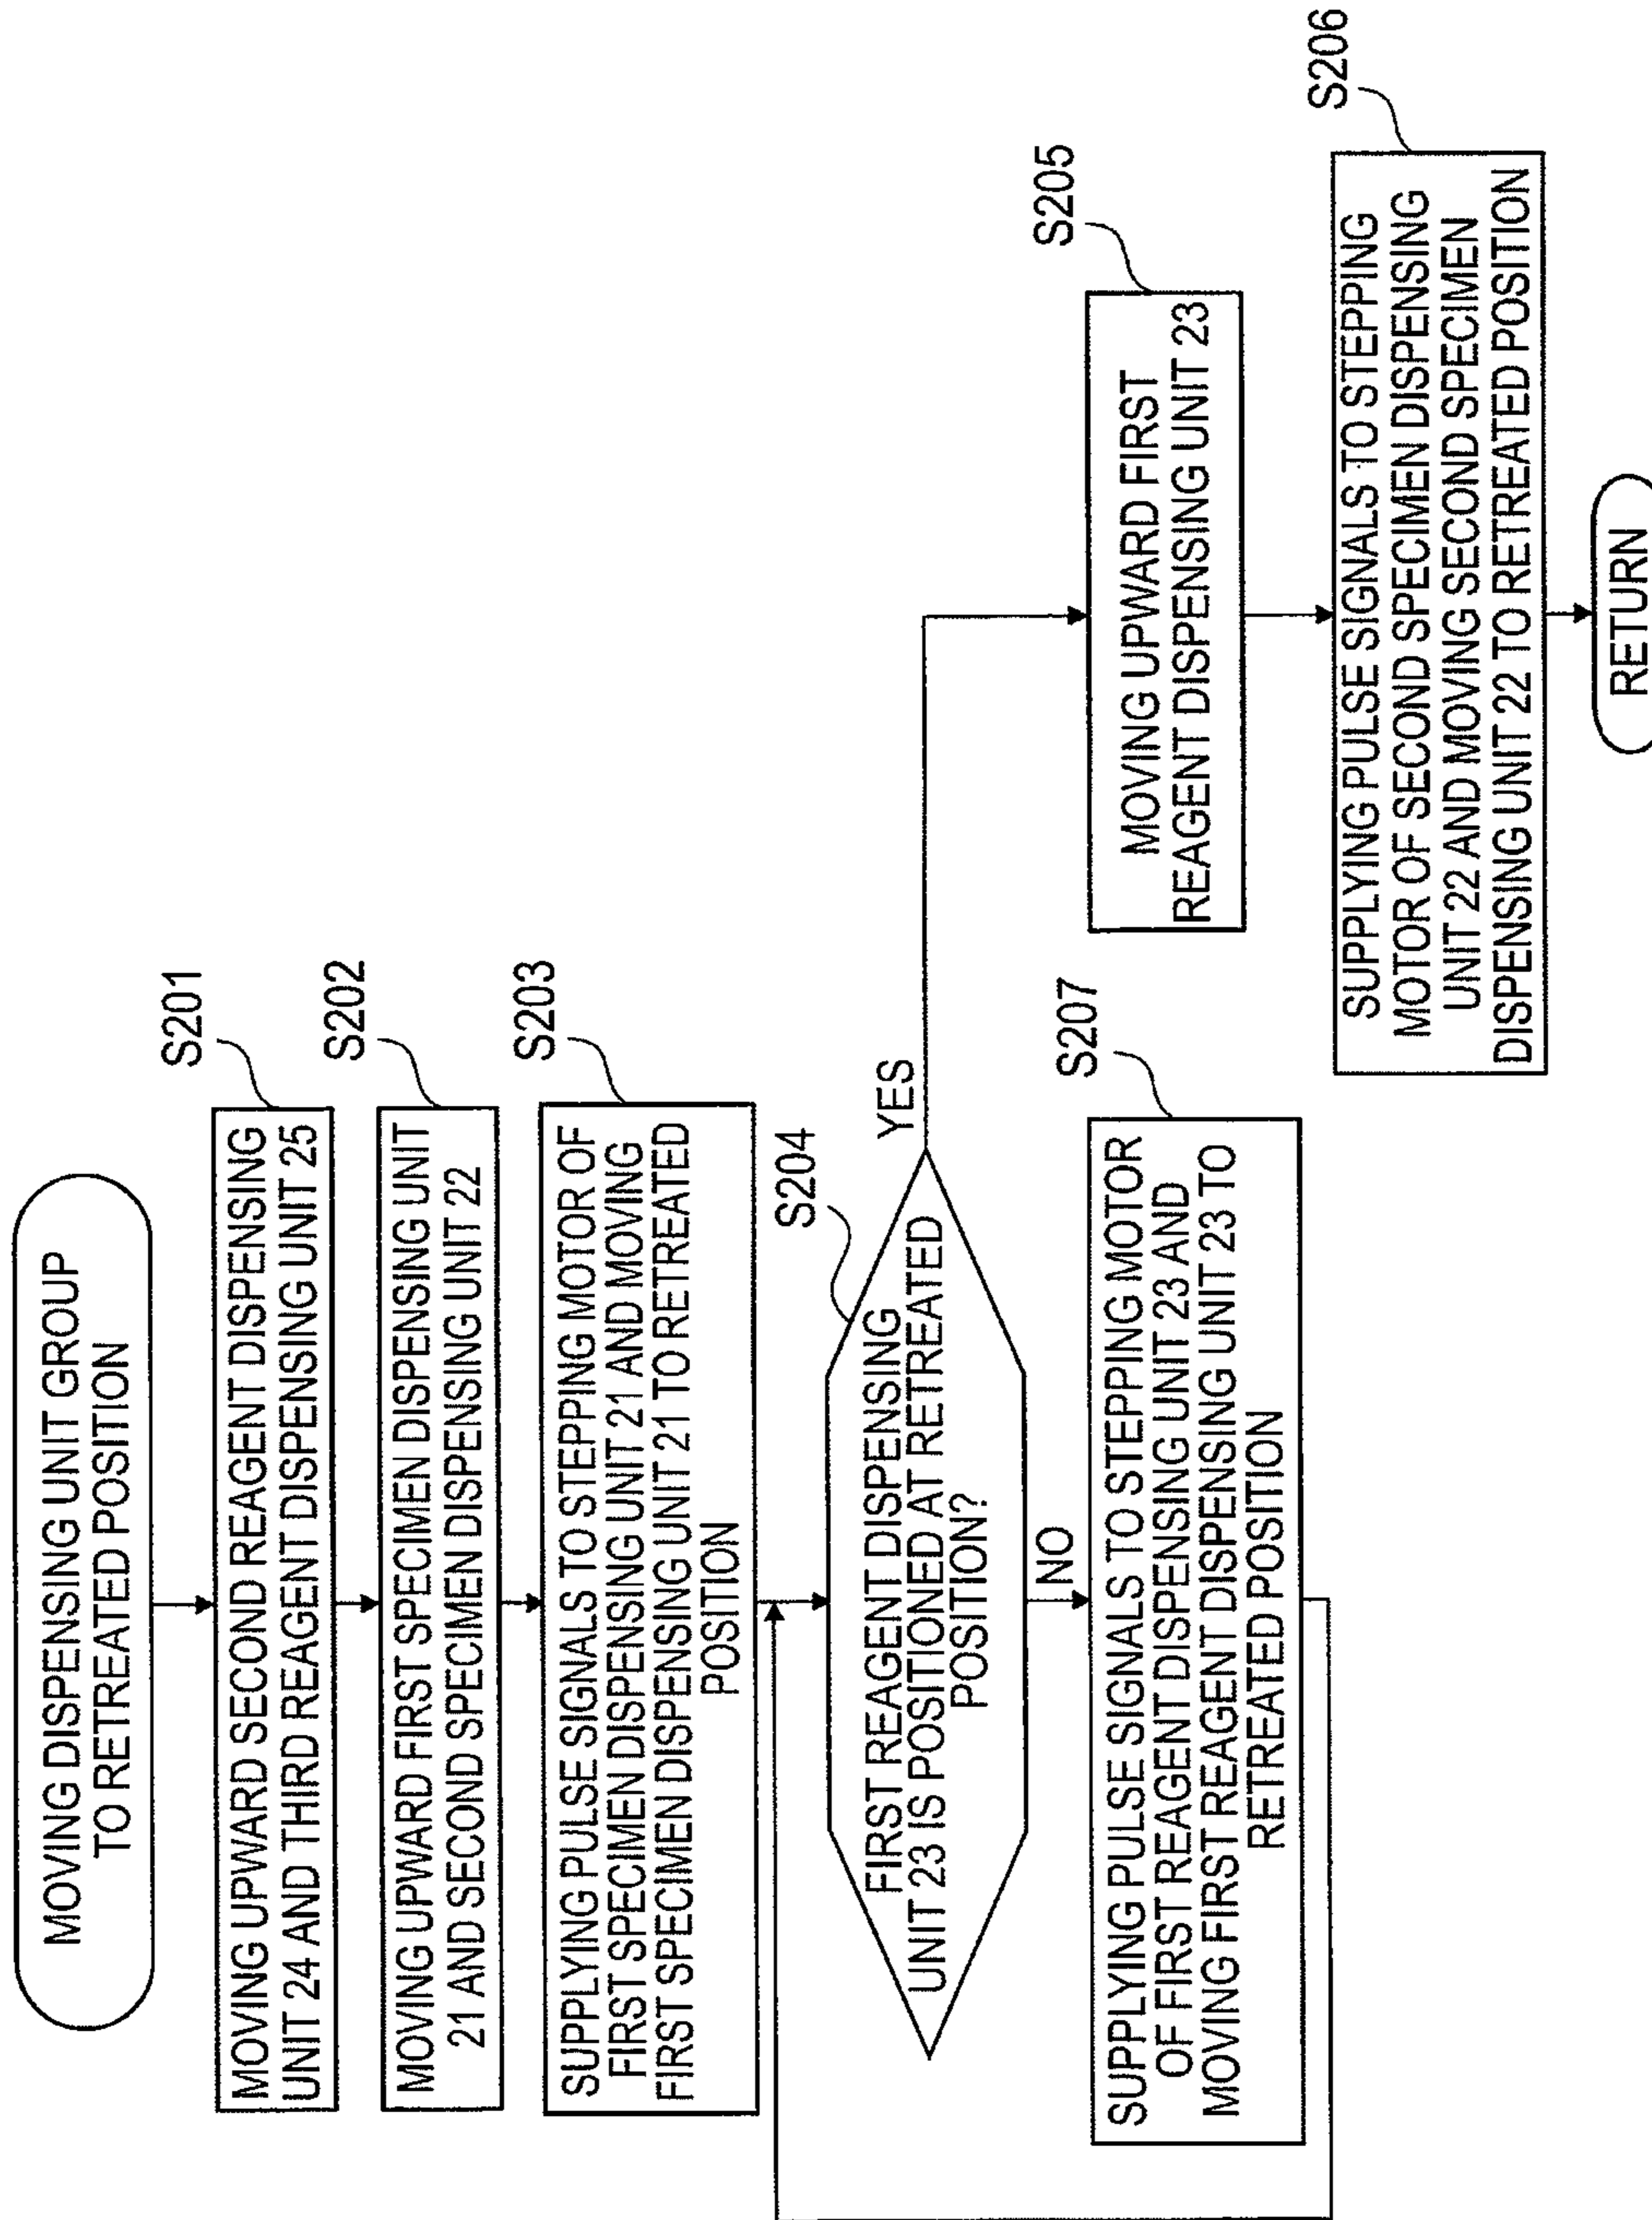 MOVING DISPENSING UNIT GROUP
TO RETREATED POSITION
S201
MOVING UPWARD SECOND REAGENT DISPENSING
UNIT 24 AND THIRD REAGENT DISPENSING UNIT 25
S202
MOVING UPWARD FIRST SPECIMEN DISPENSING UNIT
21 AND SECOND SPECIMEN DISPENSING UNIT 22
S203
SUPPLYING PULSE SIGNALS TO STEPPING MOTOR OF
FIRST SPECIMEN DISPENSING UNIT 21 AND MOVING
FIRST SPECIMEN DISPENSING UNIT 21 TO RETREATED
POSITION
S204
FIRST REAGENT DISPENSING
UNIT 23 IS POSITIONED AT RETREATED
POSITION?
YES
NO
S207
SUPPLYING PULSE SIGNALS TO STEPPING MOTOR
OF FIRST REAGENT DISPENSING UNIT 23 AND
MOVING FIRST REAGENT DISPENSING UNIT 23 TO
RETREATED POSITION
S205
MOVING UPWARD FIRST
REAGENT DISPENSING UNIT 23
S206
SUPPLYING PULSE SIGNALS TO STEPPING
MOTOR OF SECOND SPECIMEN DISPENSING
UNIT 22 AND MOVING SECOND SPECIMEN
DISPENSING UNIT 22 TO RETREATED POSITION
RETURN